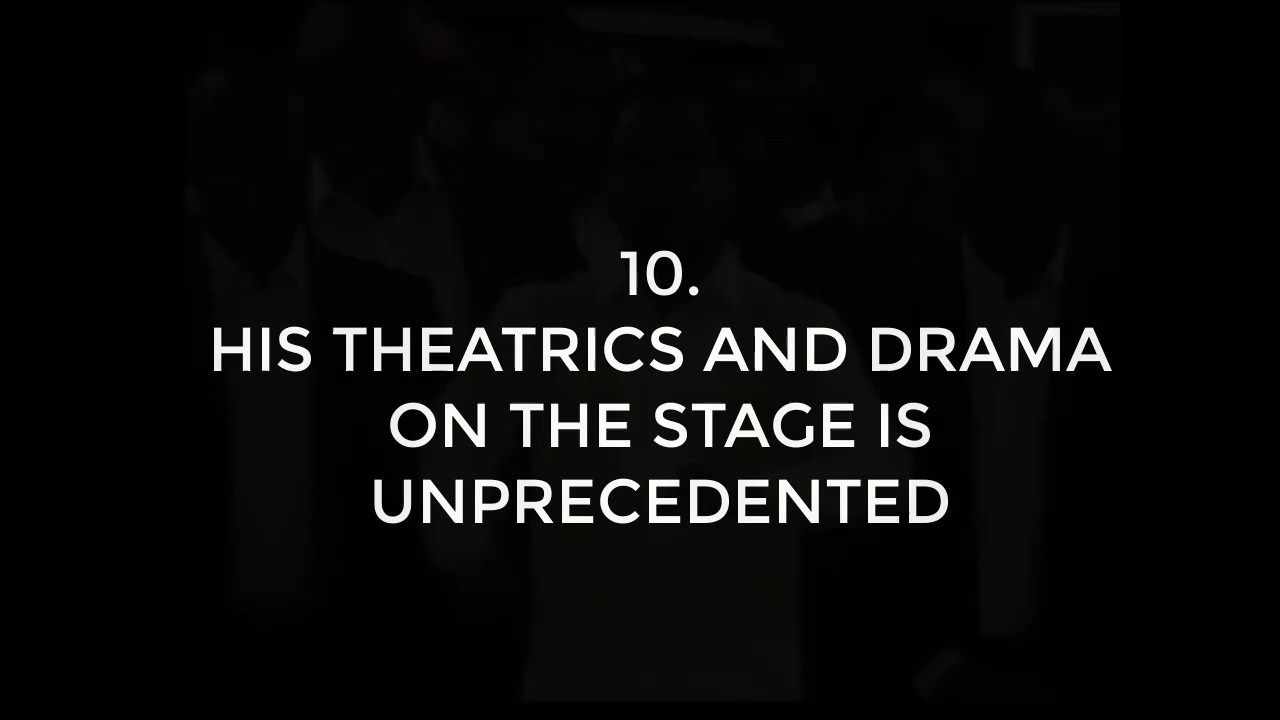 10.
HIS THEATRICS AND DRAMA
ON THE STAGE IS
UNPRECEDENTED